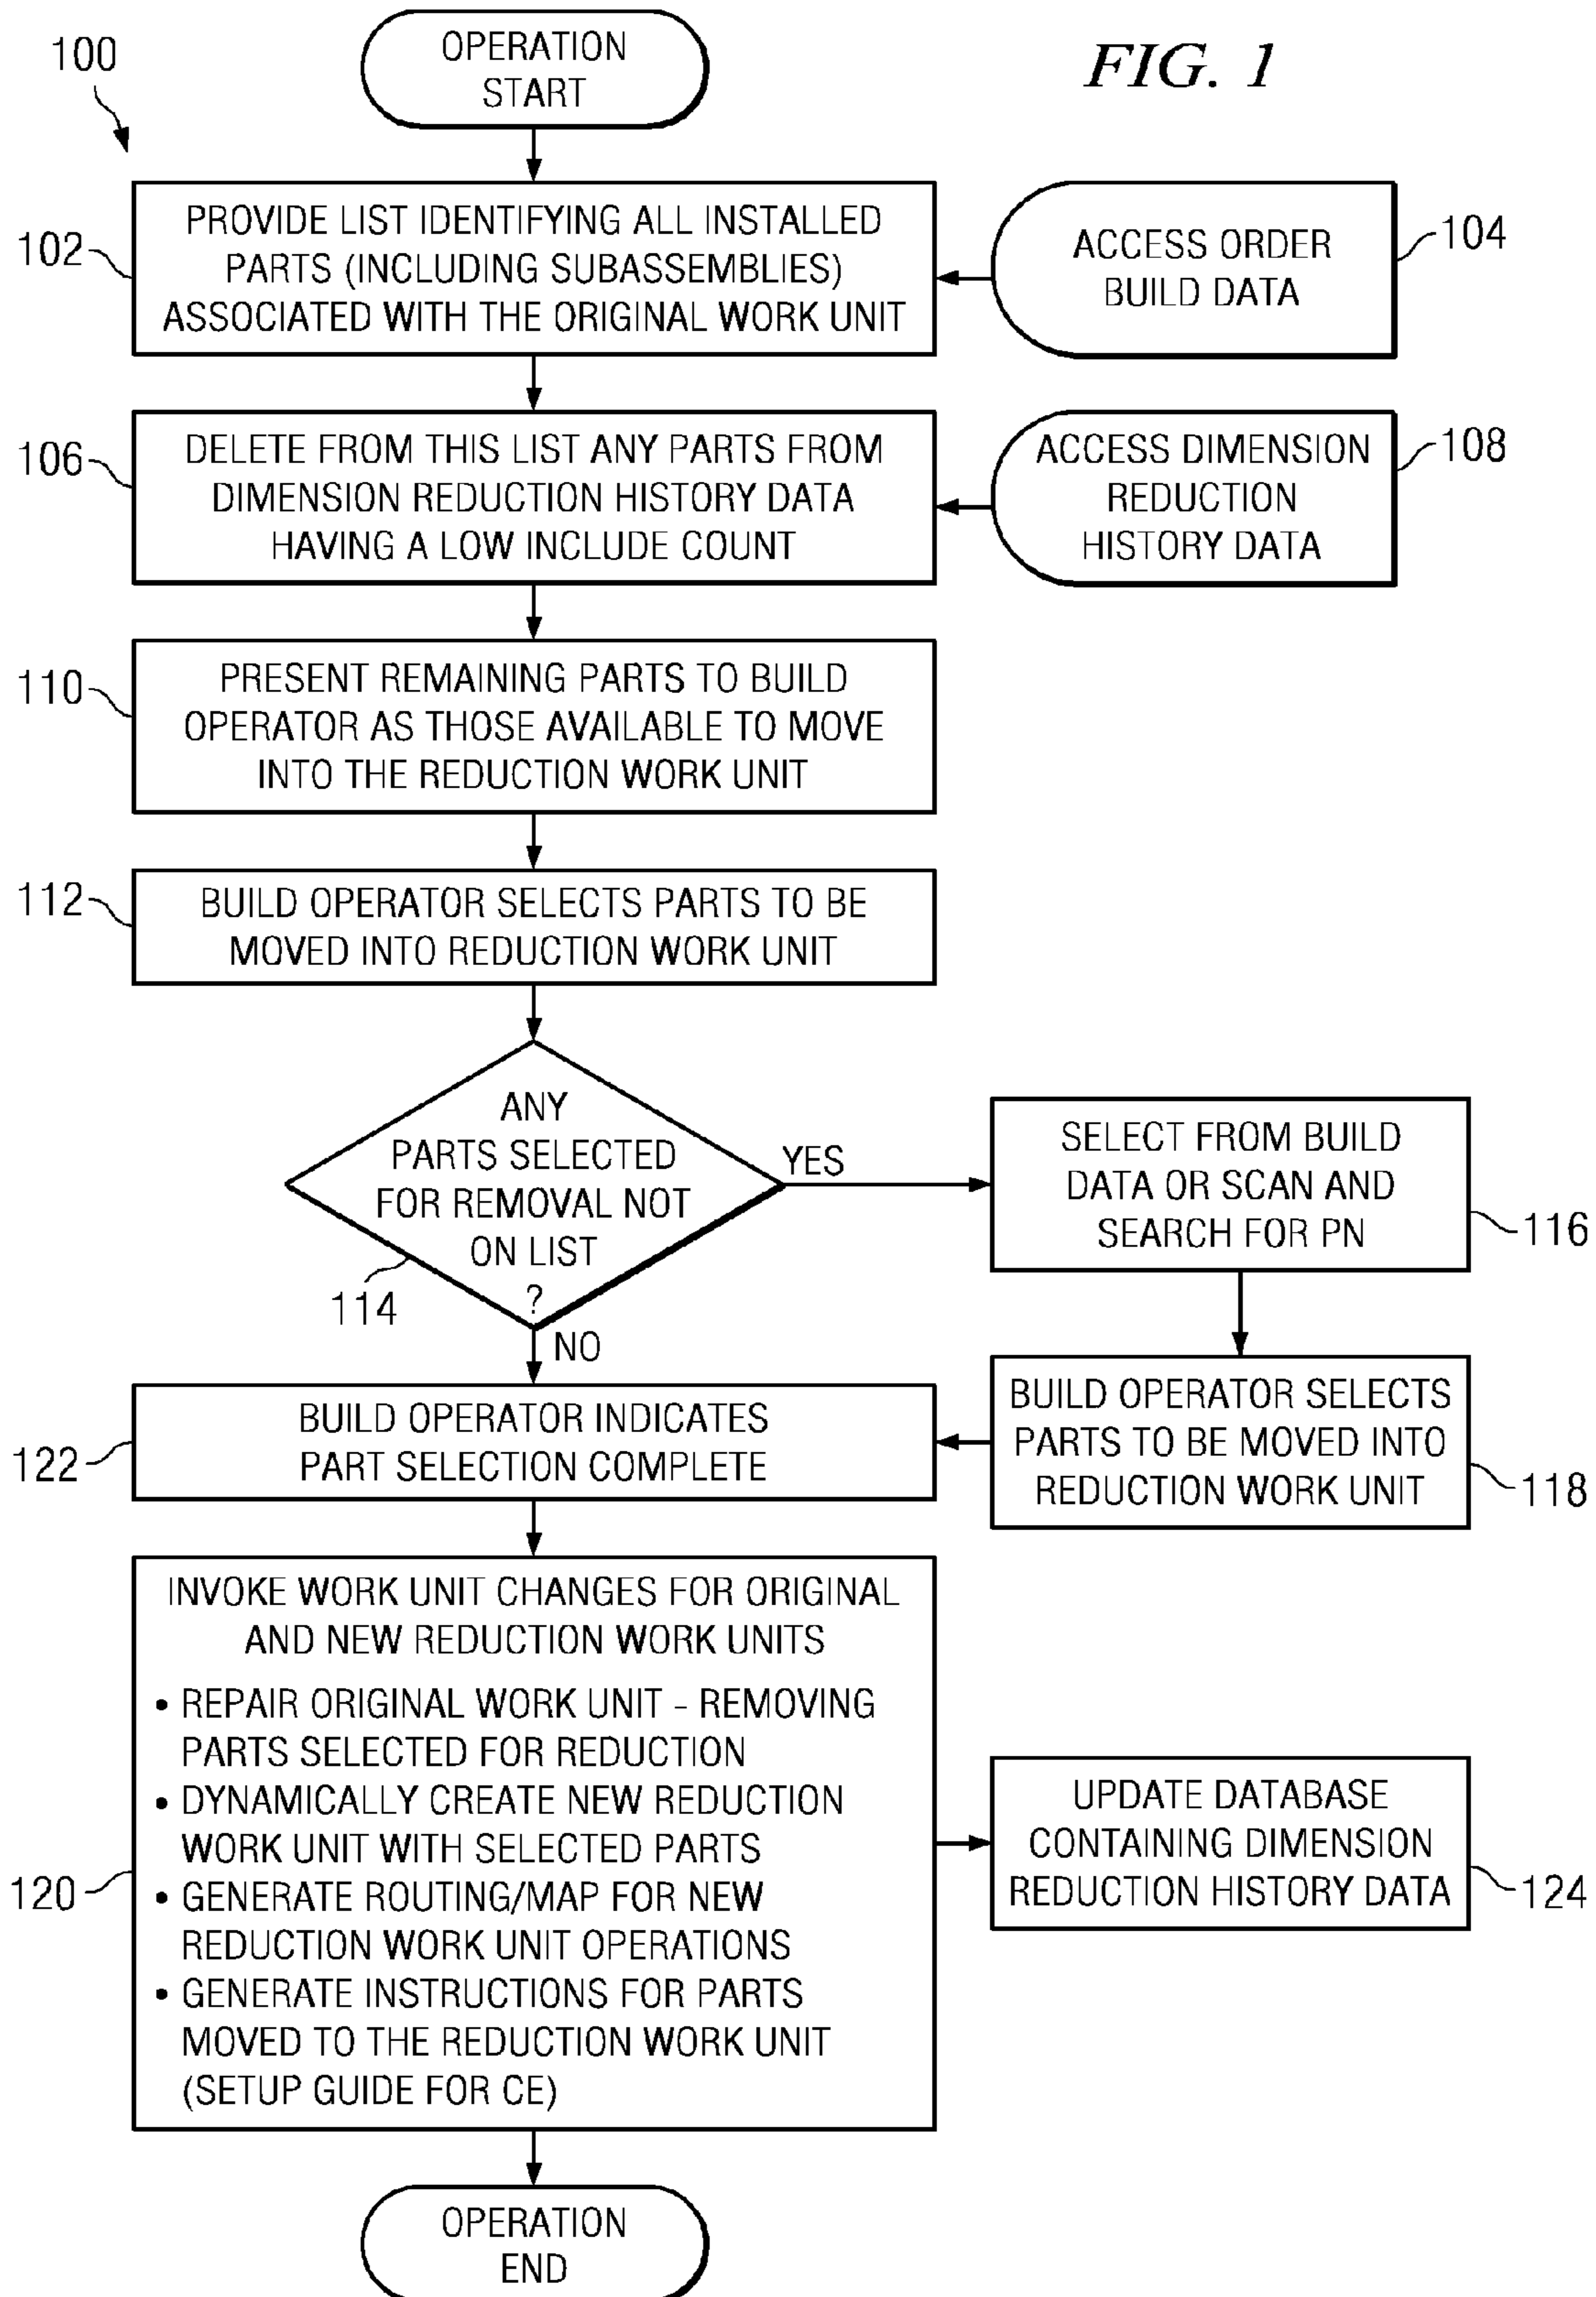 FIG. 1
100
OPERATION
START
102
PROVIDE LIST IDENTIFYING ALL INSTALLED
PARTS (INCLUDING SUBASSEMBLIES)
ASSOCIATED WITH THE ORIGINAL WORK UNIT
ACCESS ORDER
BUILD DATA
104
106
DELETE FROM THIS LIST ANY PARTS FROM
DIMENSION REDUCTION HISTORY DATA
HAVING A LOW INCLUDE COUNT
ACCESS DIMENSION
REDUCTION
HISTORY DATA
108
110
PRESENT REMAINING PARTS TO BUILD
OPERATOR AS THOSE AVAILABLE TO MOVE
INTO THE REDUCTION WORK UNIT
112
BUILD OPERATOR SELECTS PARTS TO BE
MOVED INTO REDUCTION WORK UNIT
ANY
PARTS SELECTED
FOR REMOVAL NOT
ON LIST
?
114
YES
NO
SELECT FROM BUILD
DATA OR SCAN AND
SEARCH FOR PN
116
BUILD OPERATOR SELECTS
PARTS TO BE MOVED INTO
REDUCTION WORK UNIT
118
122
BUILD OPERATOR INDICATES
PART SELECTION COMPLETE
120
INVOKE WORK UNIT CHANGES FOR ORIGINAL
AND NEW REDUCTION WORK UNITS
• REPAIR ORIGINAL WORK UNIT – REMOVING
PARTS SELECTED FOR REDUCTION
• DYNAMICALLY CREATE NEW REDUCTION
WORK UNIT WITH SELECTED PARTS
• GENERATE ROUTING/MAP FOR NEW
REDUCTION WORK UNIT OPERATIONS
• GENERATE INSTRUCTIONS FOR PARTS
MOVED TO THE REDUCTION WORK UNIT
(SETUP GUIDE FOR CE)
UPDATE DATABASE
CONTAINING DIMENSION
REDUCTION HISTORY DATA
124
OPERATION
END